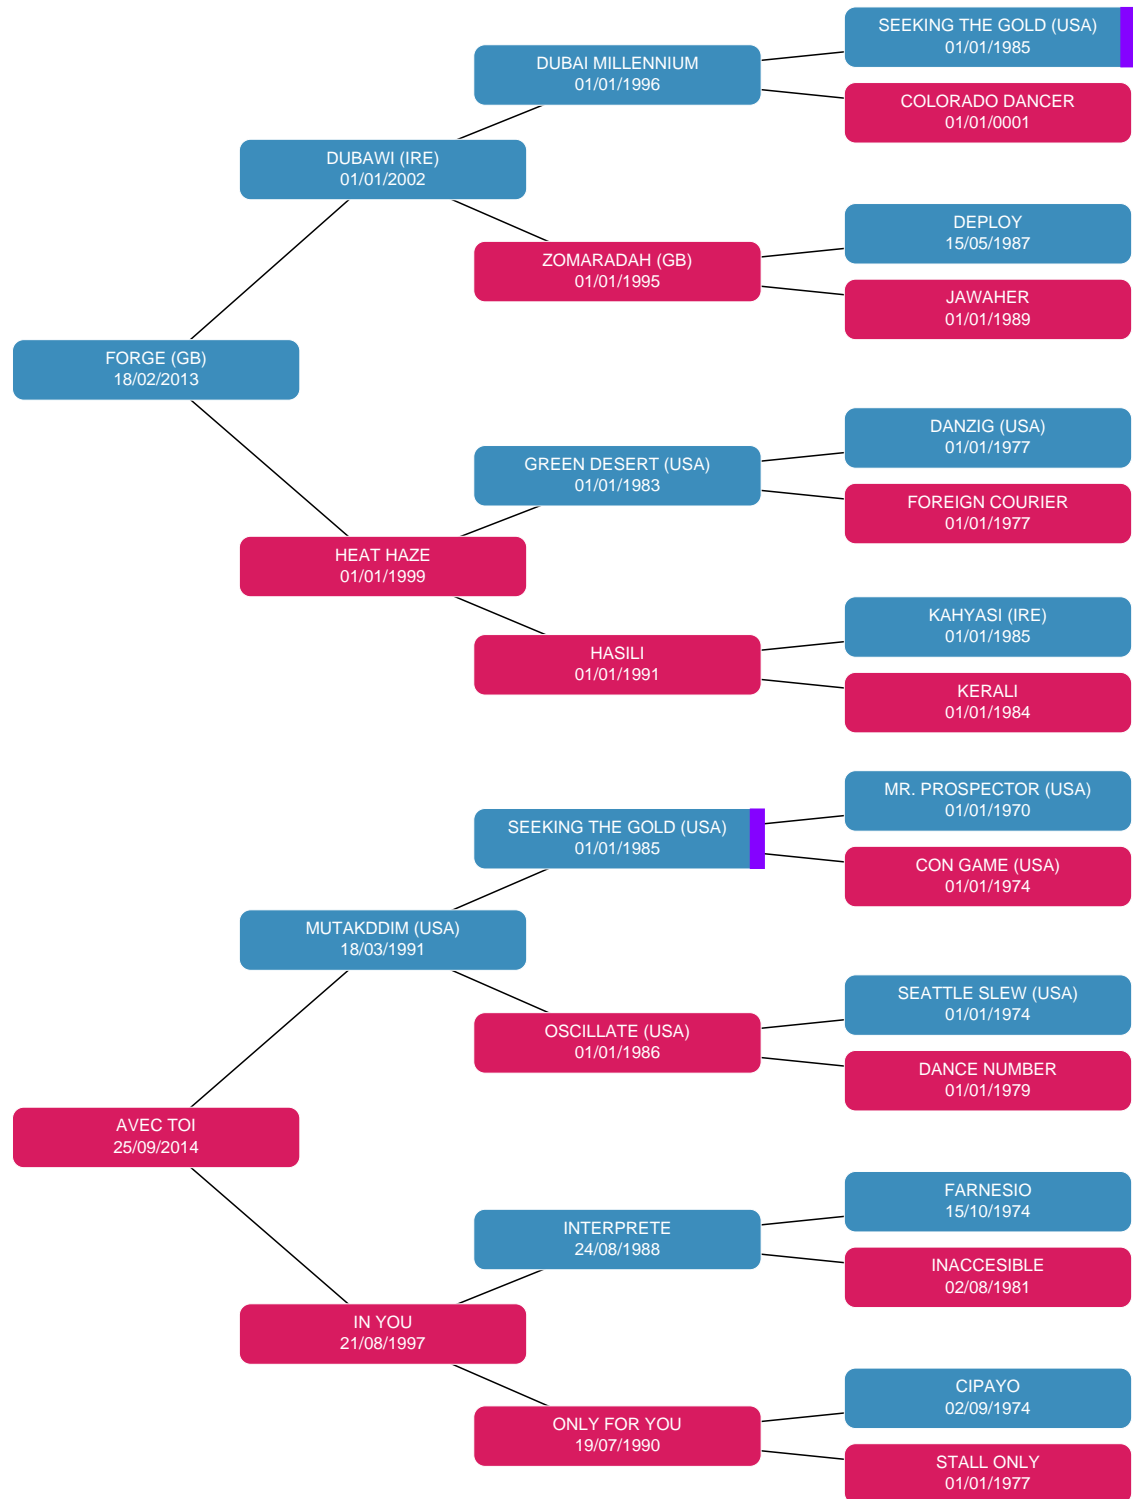 SEEKING THE GOLD (USA)
01/01/1985
DUBAI MILLENNIUM
01/01/1996
COLORADO DANCER
01/01/0001
DUBAWI (IRE)
01/01/2002
DEPLOY
15/05/1987
ZOMARADAH (GB)
01/01/1995
JAWAHER
01/01/1989
FORGE (GB)
18/02/2013
DANZIG (USA)
01/01/1977
GREEN DESERT (USA)
01/01/1983
FOREIGN COURIER
01/01/1977
HEAT HAZE
01/01/1999
KAHYASI (IRE)
01/01/1985
HASILI
01/01/1991
KERALI
01/01/1984
MR. PROSPECTOR (USA)
01/01/1970
SEEKING THE GOLD (USA)
01/01/1985
CON GAME (USA)
01/01/1974
MUTAKDDIM (USA)
18/03/1991
SEATTLE SLEW (USA)
01/01/1974
OSCILLATE (USA)
01/01/1986
DANCE NUMBER
01/01/1979
AVEC TOI
25/09/2014
FARNESIO
15/10/1974
INTERPRETE
24/08/1988
INACCESIBLE
02/08/1981
IN YOU
21/08/1997
CIPAYO
02/09/1974
ONLY FOR YOU
19/07/1990
STALL ONLY
01/01/1977